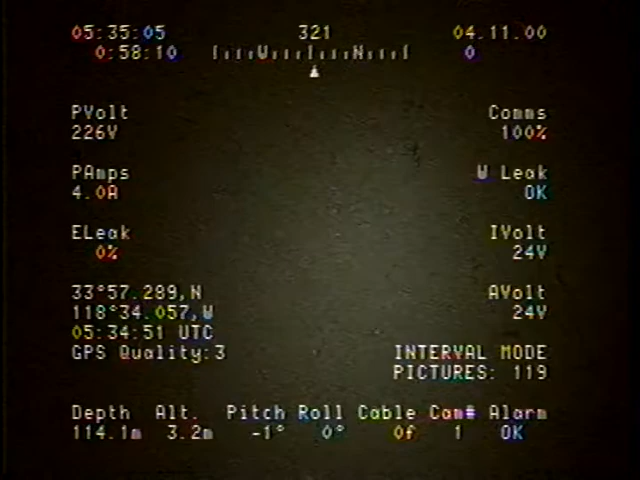 05:35:05 321 04.11.00
0:58:10 W N 0
PVolt Comms
226V 100%
PAmps W Leak
4.0A OK
ELeak IVolt
0% 24V
33°57.289,N AVolt
118°34.057,W 24V
05:34:51 UTC
GPS Quality:3 INTERVAL MODE
PICTURES: 119
Depth Alt. Pitch Roll Cable Cam# Alarm
114.1m 3.2m -1° 0° 0f 1 OK